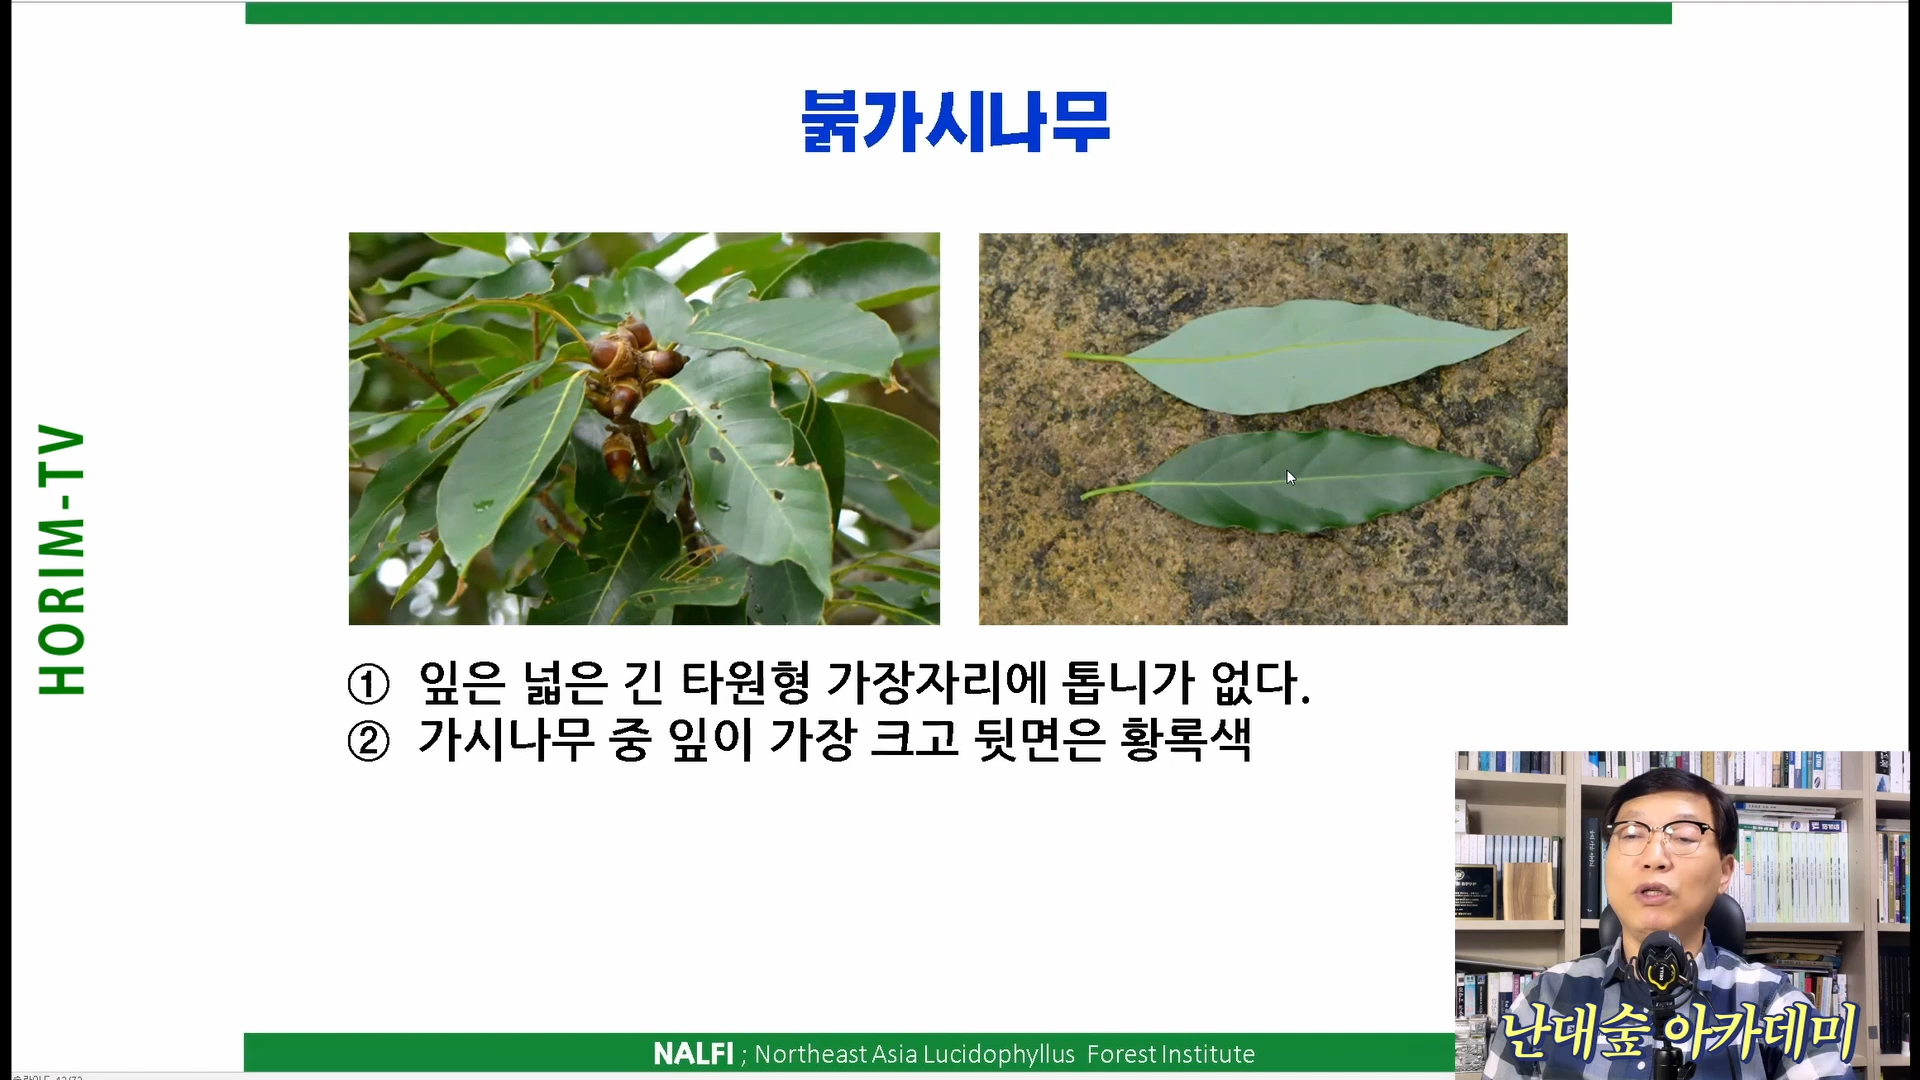 붉가시나무
HORIM-TV
① 잎은 넓은 긴 타원형 가장자리에 톱니가 없다.
② 가시나무 중 잎이 가장 크고 뒷면은 황록색
난대숲 아카데미
NALFI ; Northeast Asia Lucidophyllus Forest Institute